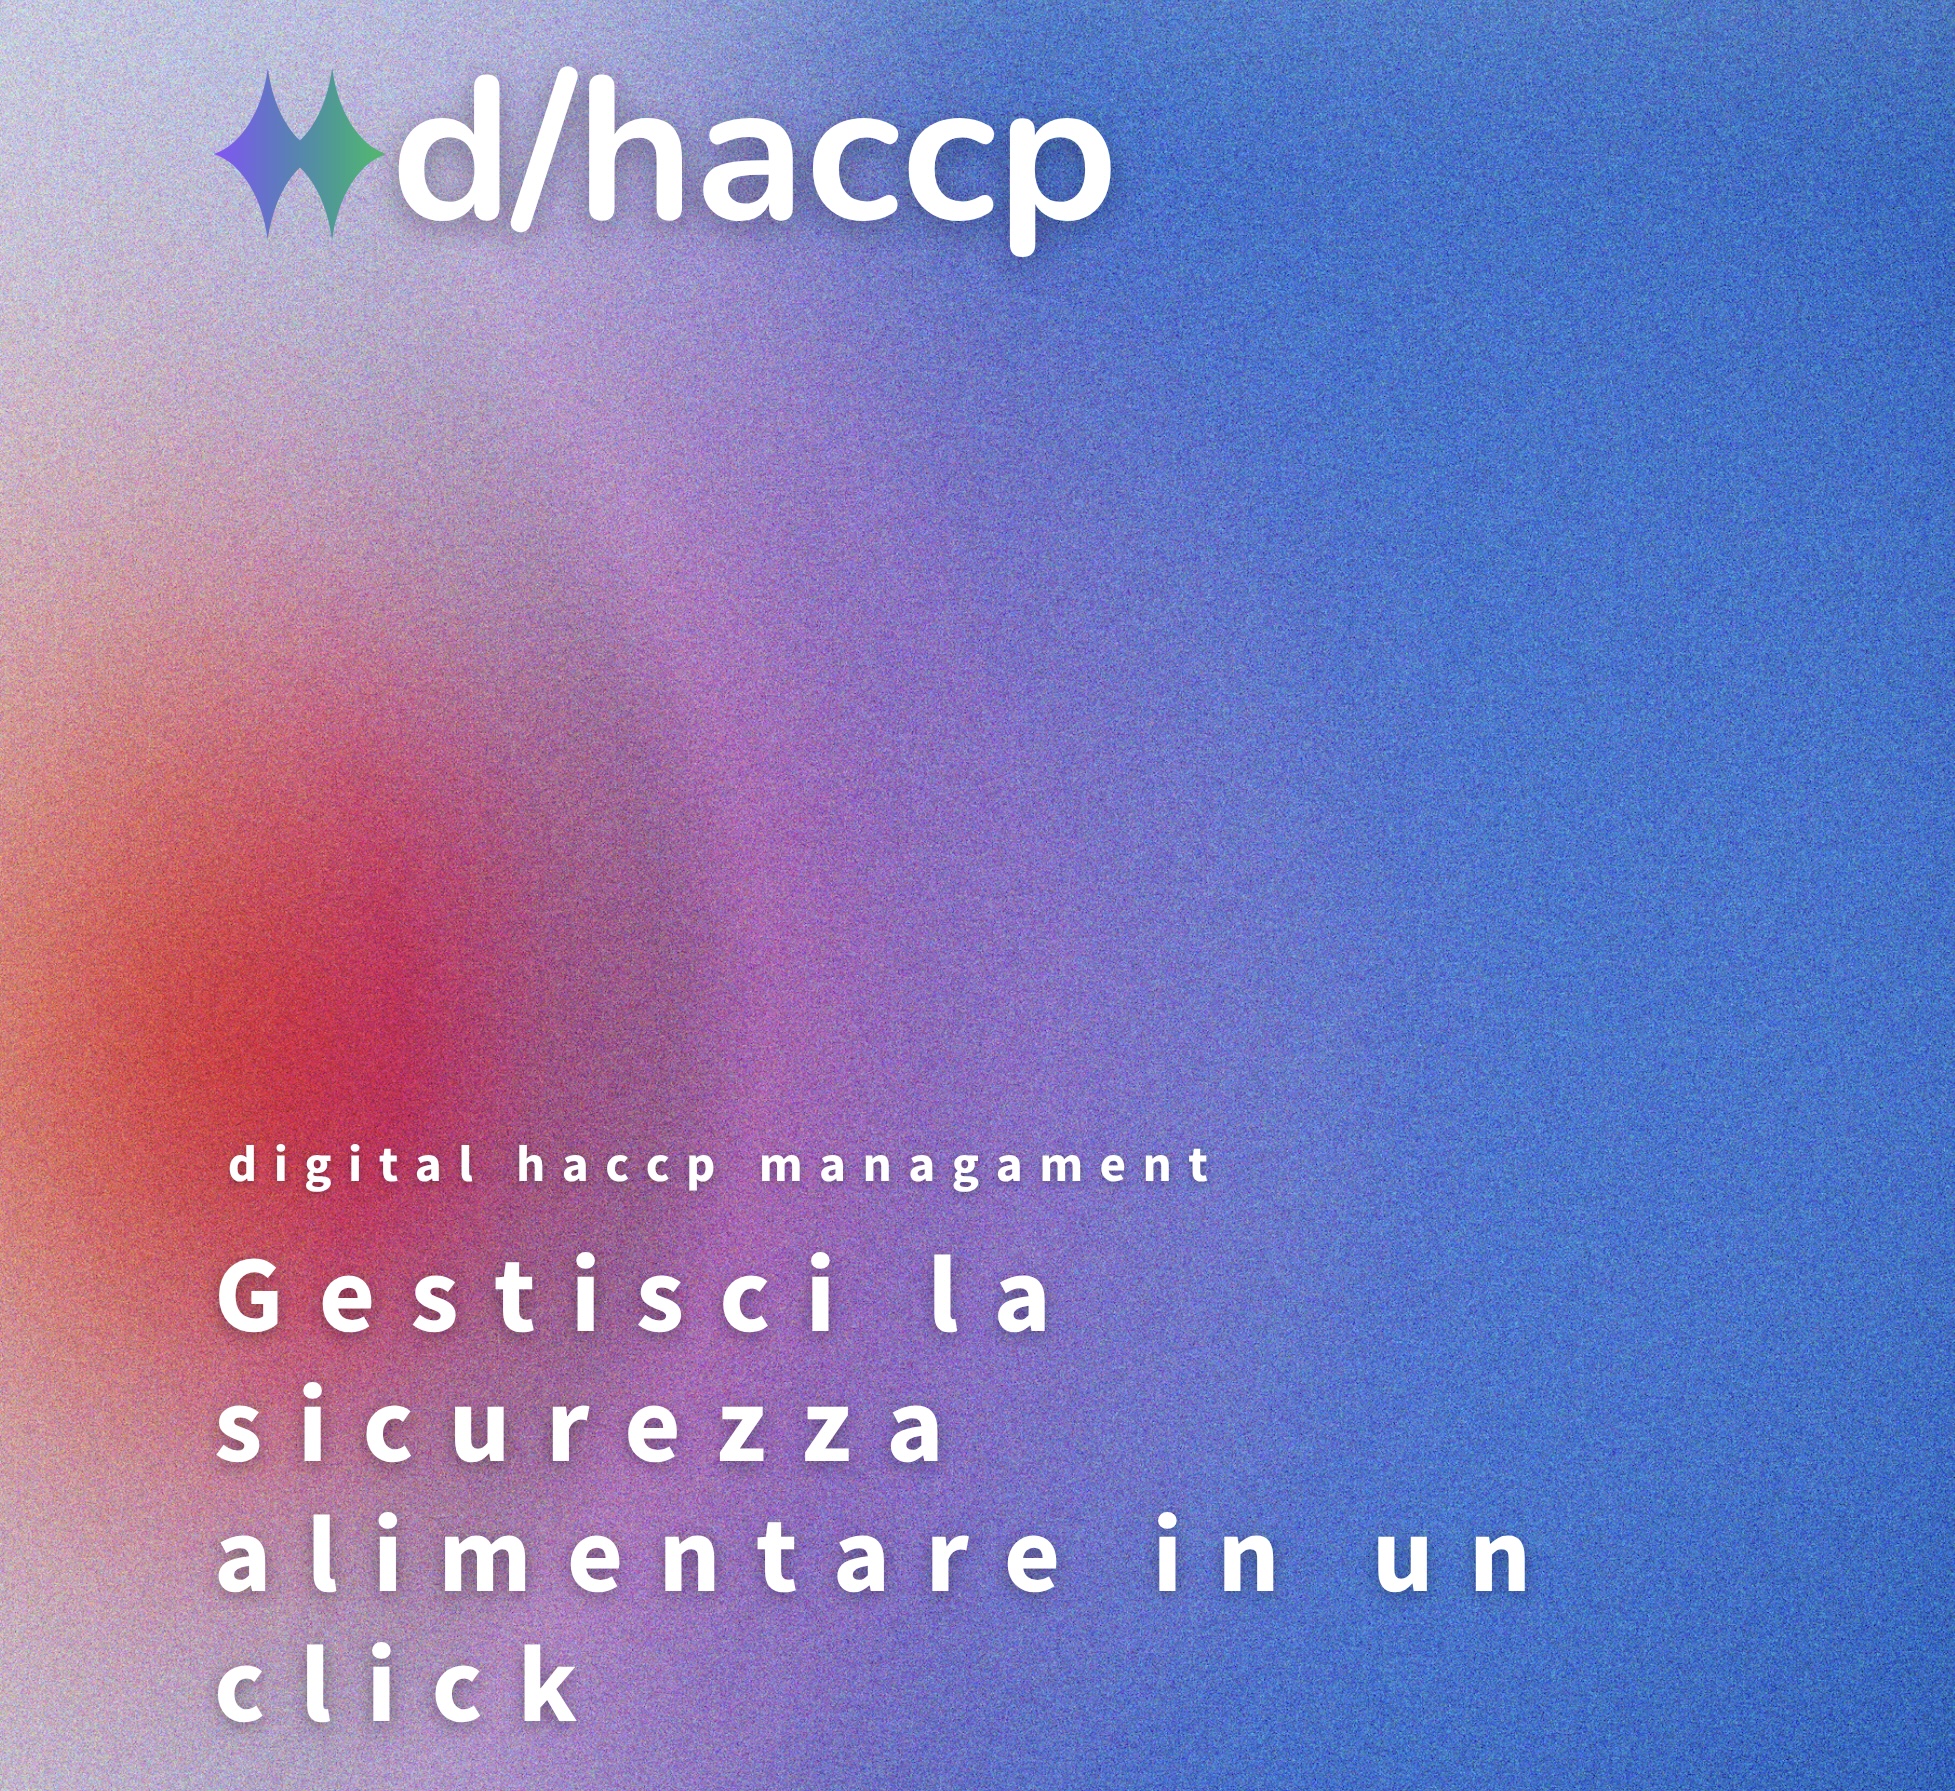 d/haccp
digital haccp managament
Gestisci la
sicurezza
alimentare in un
click